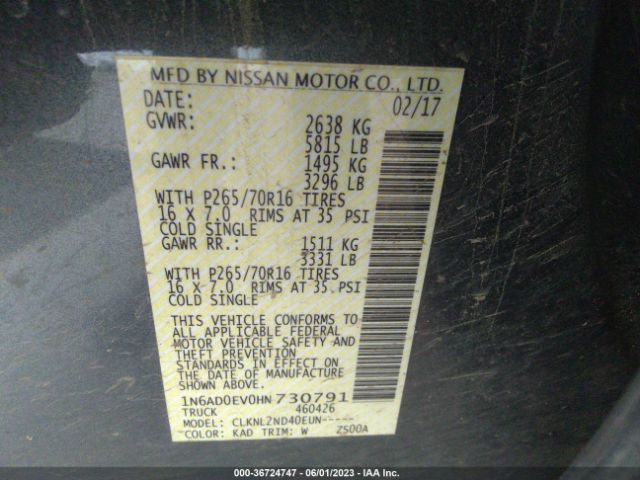 MFD BY NISSAN MOTOR CO., LTD.
DATE: 02/17
GVWR: 2638 KG
5815 LB
GAWR FR.: 1495 KG
3296 LB
WITH P265/70R16 TIRES
16 X 7.0 RIMS AT 35 PSI
COLD SINGLE
GAWR RR.: 1511 KG
3331 LB
WITH P265/70R16 TIRES
16 X 7.0 RIMS AT 35 PSI
COLD SINGLE
THIS VEHICLE CONFORMS TO
ALL APPLICABLE FEDERAL
MOTOR VEHICLE SAFETY AND
THEFT PREVENTION
STANDARDS IN EFFECT ON
THE DATE OF MANUFACTURE
SHOWN ABOVE.
1N6AD0EV0HN730791
TRUCK 460426
MODEL: CLKNL2ND40EUN-----
COLOR: KAD TRIM: W ZS00A
000-36724747 - 06/01/2023 - IAA Inc.